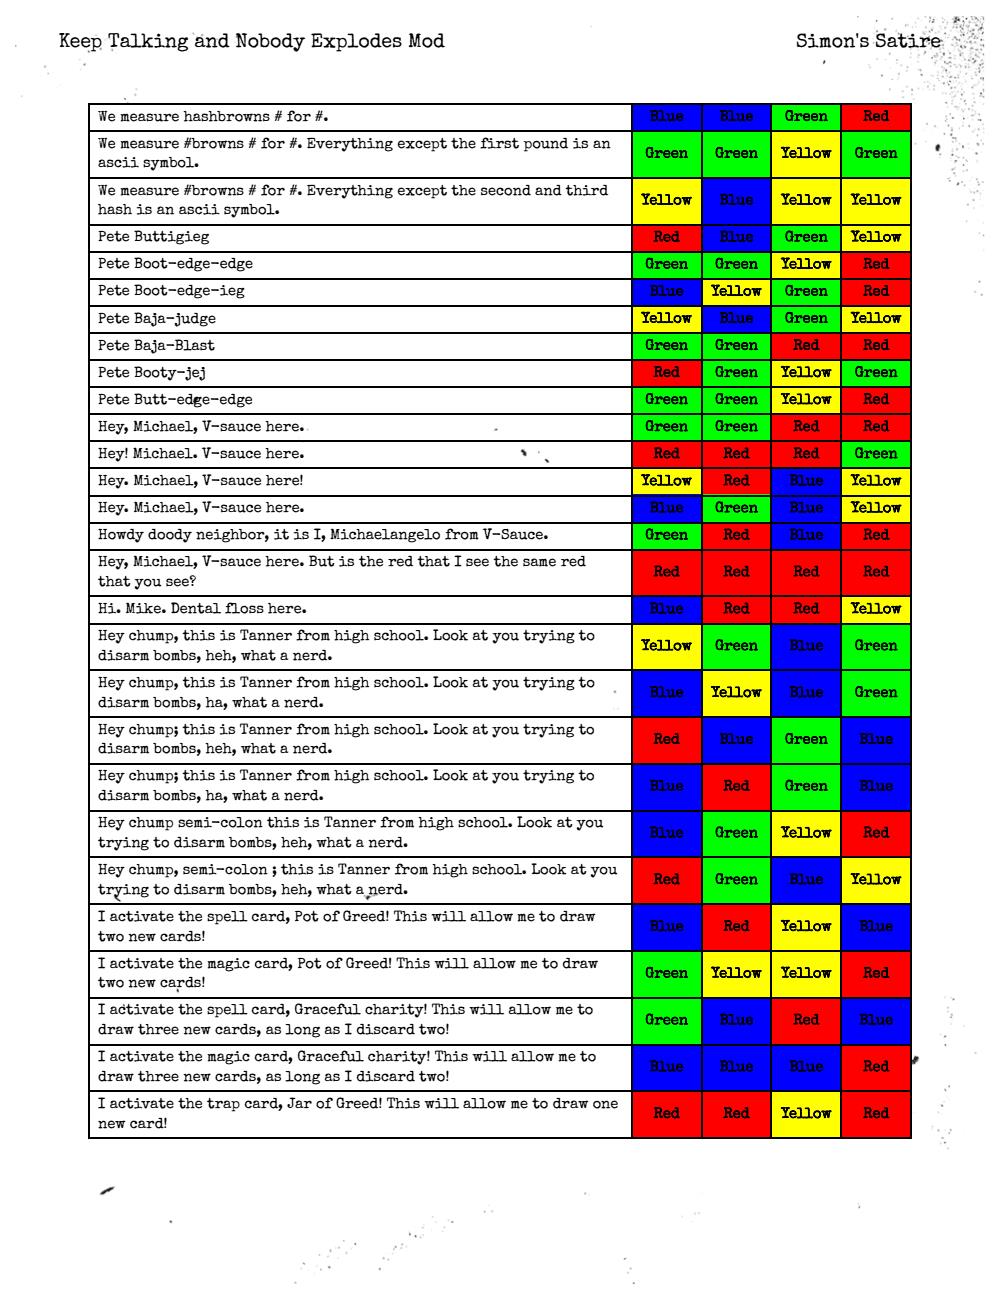 Keep Talking and Nobody Explodes Mod Simon's Satire
We measure hashbrowns # for #. Blue Blue Green Red
We measure #browns # for #. Everything except the first pound is an
ascii symbol. Green Green Yellow Green
We measure #browns # for #. Everything except the second and third
hash is an ascii symbol. Yellow Blue Yellow Yellow
Pete Buttigieg Red Blue Green Yellow
Pete Boot-edge-edge Green Green Yellow Red
Pete Boot-edge-ieg Blue Yellow Green Red
Pete Baja-judge Yellow Blue Green Yellow
Pete Baja-Blast Green Green Red Red
Pete Booty-jej Red Green Yellow Green
Pete Butt-edge-edge Green Green Yellow Red
Hey, Michael, V-sauce here. Green Green Red Red
Hey! Michael. V-sauce here. Red Red Red Green
Hey. Michael, V-sauce here! Yellow Red Blue Yellow
Hey. Michael, V-sauce here. Blue Green Blue Yellow
Howdy doody neighbor, it is I, Michaelangelo from V-Sauce. Green Red Blue Red
Hey, Michael, V-sauce here. But is the red that I see the same red
that you see? Red Red Red Red
Hi. Mike. Dental floss here. Blue Red Red Yellow
Hey chump, this is Tanner from high school. Look at you trying to
disarm bombs, heh, what a nerd. Yellow Green Blue Green
Hey chump, this is Tanner from high school. Look at you trying to
disarm bombs, ha, what a nerd. Blue Yellow Blue Green
Hey chump; this is Tanner from high school. Look at you trying to
disarm bombs, heh, what a nerd. Red Blue Green Blue
Hey chump; this is Tanner from high school. Look at you trying to
disarm bombs, ha, what a nerd. Blue Red Green Blue
Hey chump semi-colon this is Tanner from high school. Look at you
trying to disarm bombs, heh, what a nerd. Blue Green Yellow Red
Hey chump, semi-colon ; this is Tanner from high school. Look at you
trying to disarm bombs, heh, what a nerd. Red Green Blue Yellow
I activate the spell card, Pot of Greed! This will allow me to draw
two new cards! Blue Red Yellow Blue
I activate the magic card, Pot of Greed! This will allow me to draw
two new cards! Green Yellow Yellow Red
I activate the spell card, Graceful charity! This will allow me to
draw three new cards, as long as I discard two! Green Blue Red Blue
I activate the magic card, Graceful charity! This will allow me to
draw three new cards, as long as I discard two! Blue Blue Blue Red
I activate the trap card, Jar of Greed! This will allow me to draw one
new card! Red Red Yellow Red